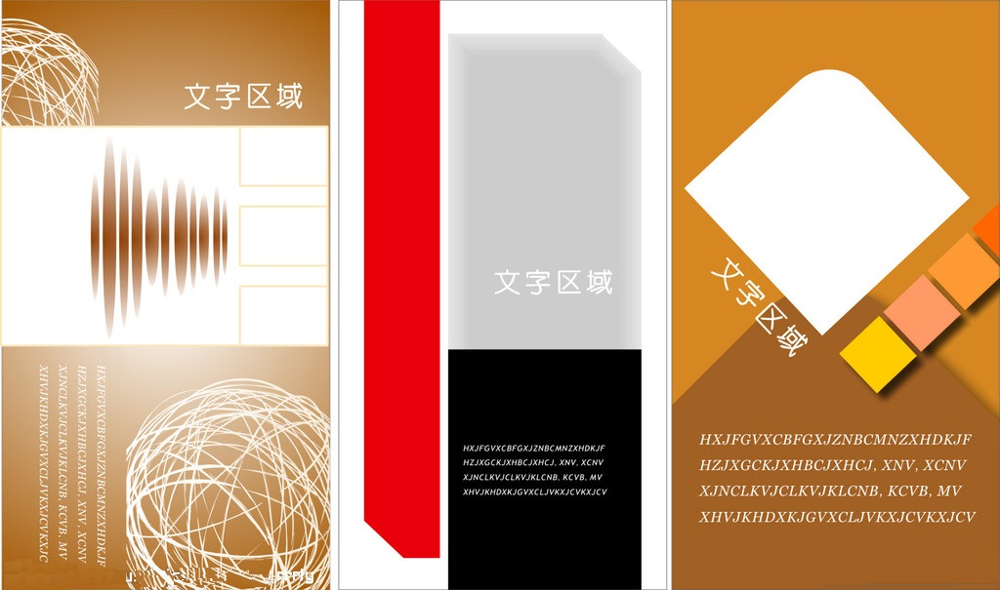 文字区域
HXJFGVXCBFGXJZNBCMNZXHDKJF
HZJXGCKJXHBCJXHCJ, XNV, XCNV
XJNCLKVJCLKVJKLCNB, KCVB, MV
XHVJKHDXKJGVXCLJVKXJCVKXJC
文字区域
HXJFGVXCBFGXJZNBCMNZXHDKJF
HZJXGCKJXHBCJXHCJ, XNV, XCNV
XJNCLKVJCLKVJKLCNB, KCVB, MV
XHVJKHDXKJGVXCLJVKXJCVKXJCV
文字区域
HXJFGVXCBFGXJZNBCMNZXHDKJF
HZJXGCKJXHBCJXHCJ, XNV, XCNV
XJNCLKVJCLKVJKLCNB, KCVB, MV
XHVJKHDXKJGVXCLJVKXJCVKXJCV